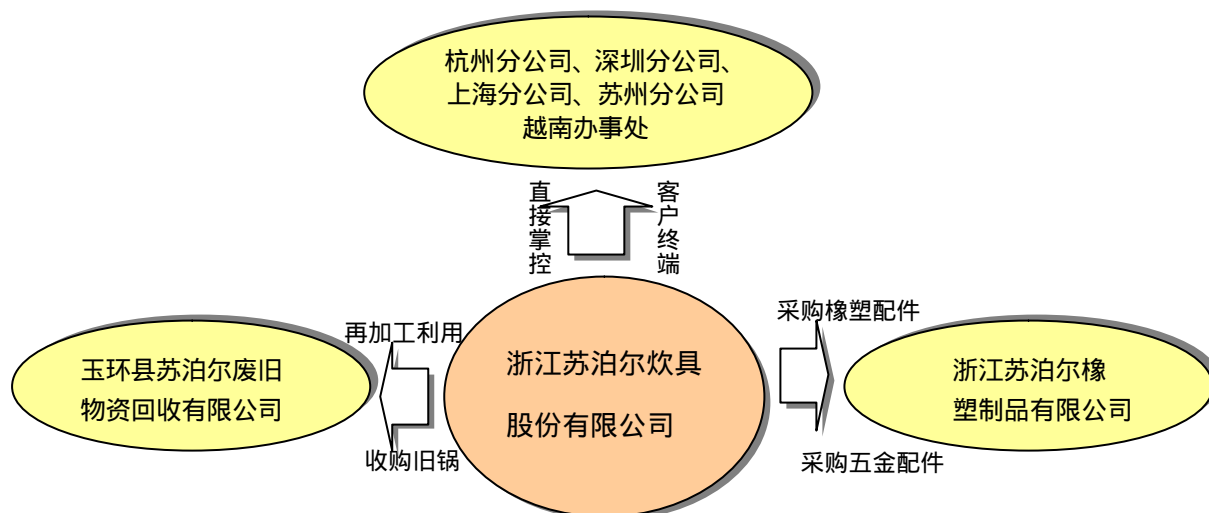 杭州分公司、深圳分公司、
上海分公司、苏州分公司
越南办事处
直接掌控
客户终端
再加工利用
采购橡塑配件
玉环县苏泊尔废旧
物资回收有限公司
浙江苏泊尔炊具
股份有限公司
浙江苏泊尔橡
塑制品有限公司
收购旧锅
采购五金配件